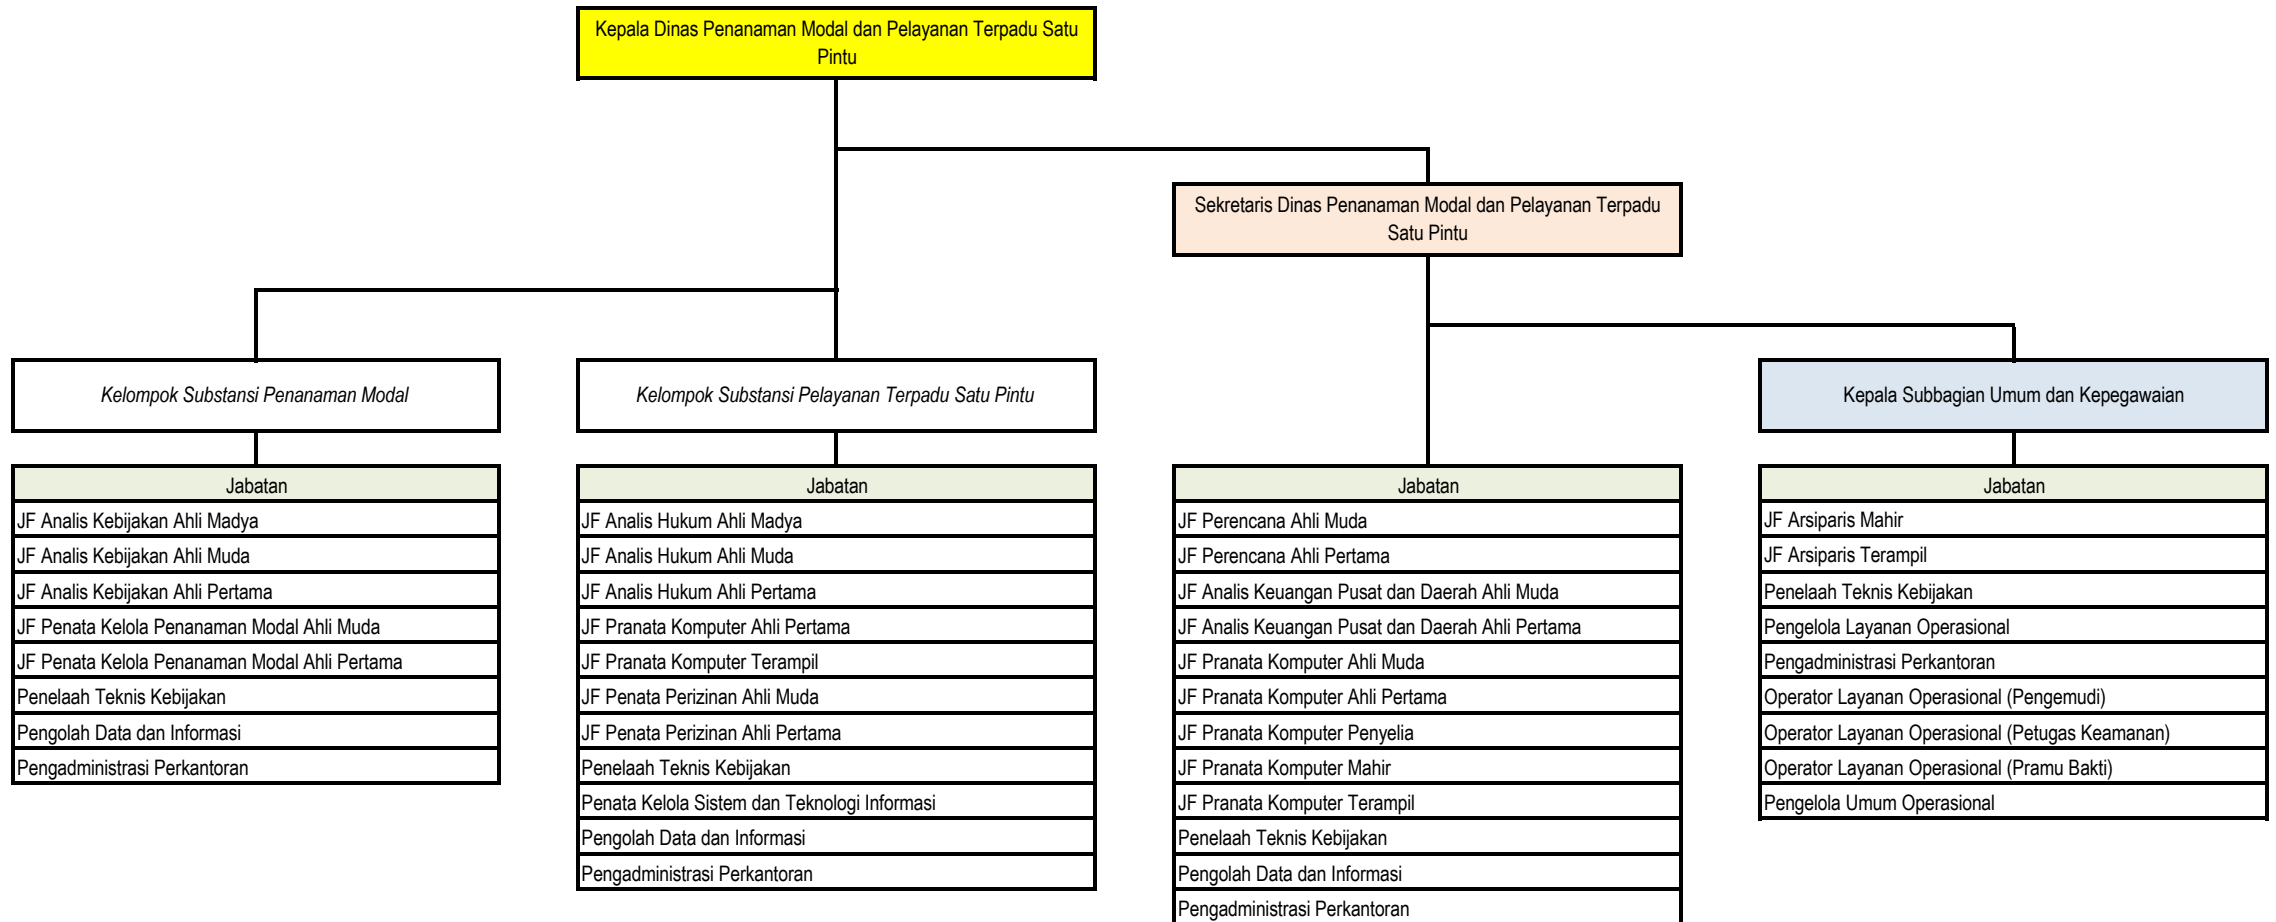 Kepala Dinas Penanaman Modal dan Pelayanan Terpadu Satu
Pintu
Sekretaris Dinas Penanaman Modal dan Pelayanan Terpadu
Satu Pintu
Kelompok Substansi Penanaman Modal
Kelompok Substansi Pelayanan Terpadu Satu Pintu
Kepala Subbagian Umum dan Kepegawaian
Jabatan
JF Analis Kebijakan Ahli Madya
JF Analis Kebijakan Ahli Muda
JF Analis Kebijakan Ahli Pertama
JF Penata Kelola Penanaman Modal Ahli Muda
JF Penata Kelola Penanaman Modal Ahli Pertama
Penelaah Teknis Kebijakan
Pengolah Data dan Informasi
Pengadministrasi Perkantoran
Jabatan
JF Analis Hukum Ahli Madya
JF Analis Hukum Ahli Muda
JF Analis Hukum Ahli Pertama
JF Pranata Komputer Ahli Pertama
JF Pranata Komputer Terampil
JF Penata Perizinan Ahli Muda
JF Penata Perizinan Ahli Pertama
Penelaah Teknis Kebijakan
Penata Kelola Sistem dan Teknologi Informasi
Pengolah Data dan Informasi
Pengadministrasi Perkantoran
Jabatan
JF Perencana Ahli Muda
JF Perencana Ahli Pertama
JF Analis Keuangan Pusat dan Daerah Ahli Muda
JF Analis Keuangan Pusat dan Daerah Ahli Pertama
JF Pranata Komputer Ahli Muda
JF Pranata Komputer Ahli Pertama
JF Pranata Komputer Penyelia
JF Pranata Komputer Mahir
JF Pranata Komputer Terampil
Penelaah Teknis Kebijakan
Pengolah Data dan Informasi
Pengadministrasi Perkantoran
Jabatan
JF Arsiparis Mahir
JF Arsiparis Terampil
Penelaah Teknis Kebijakan
Pengelola Layanan Operasional
Pengadministrasi Perkantoran
Operator Layanan Operasional (Pengemudi)
Operator Layanan Operasional (Petugas Keamanan)
Operator Layanan Operasional (Pramu Bakti)
Pengelola Umum Operasional